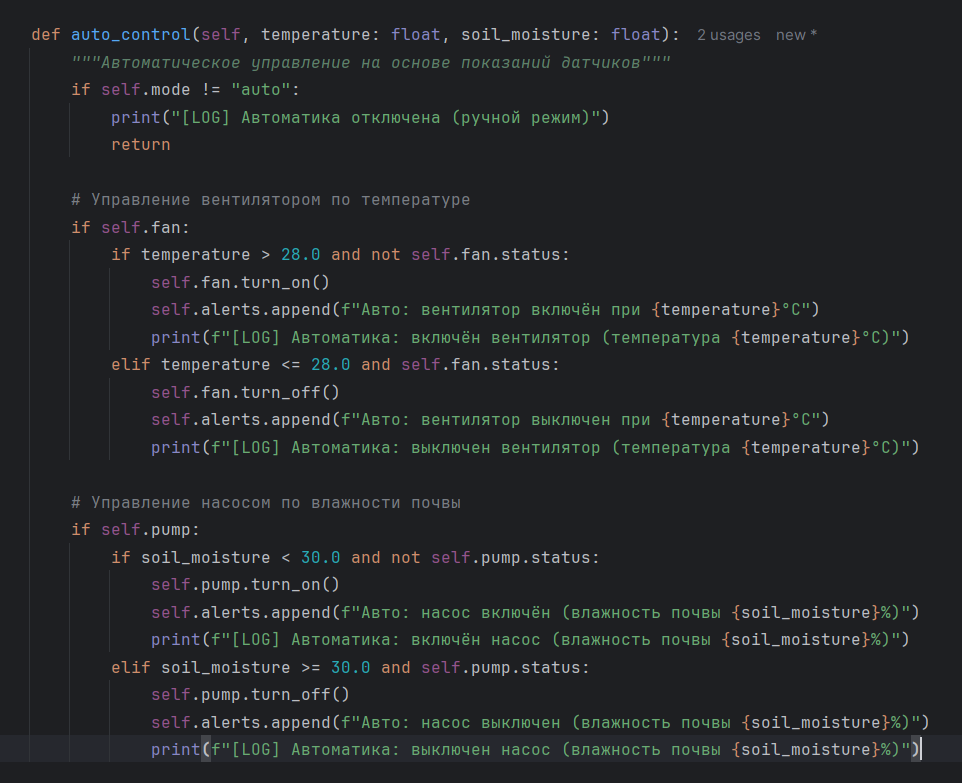 def auto_control(self, temperature: float, soil_moisture: float): 2 usages new *
"""Автоматическое управление на основе показаний датчиков"""
if self.mode != "auto":
print("[LOG] Автоматика отключена (ручной режим)")
return
# Управление вентилятором по температуре
if self.fan:
if temperature > 28.0 and not self.fan.status:
self.fan.turn_on()
self.alerts.append(f"Авто: вентилятор включён при {temperature}°C")
print(f"[LOG] Автоматика: включён вентилятор (температура {temperature}°C)")
elif temperature <= 28.0 and self.fan.status:
self.fan.turn_off()
self.alerts.append(f"Авто: вентилятор выключен при {temperature}°C")
print(f"[LOG] Автоматика: выключен вентилятор (температура {temperature}°C)")
# Управление насосом по влажности почвы
if self.pump:
if soil_moisture < 30.0 and not self.pump.status:
self.pump.turn_on()
self.alerts.append(f"Авто: насос включён (влажность почвы {soil_moisture}%)")
print(f"[LOG] Автоматика: включён насос (влажность почвы {soil_moisture}%)")
elif soil_moisture >= 30.0 and self.pump.status:
self.pump.turn_off()
self.alerts.append(f"Авто: насос выключен (влажность почвы {soil_moisture}%)")
print(f"[LOG] Автоматика: выключен насос (влажность почвы {soil_moisture}%)")